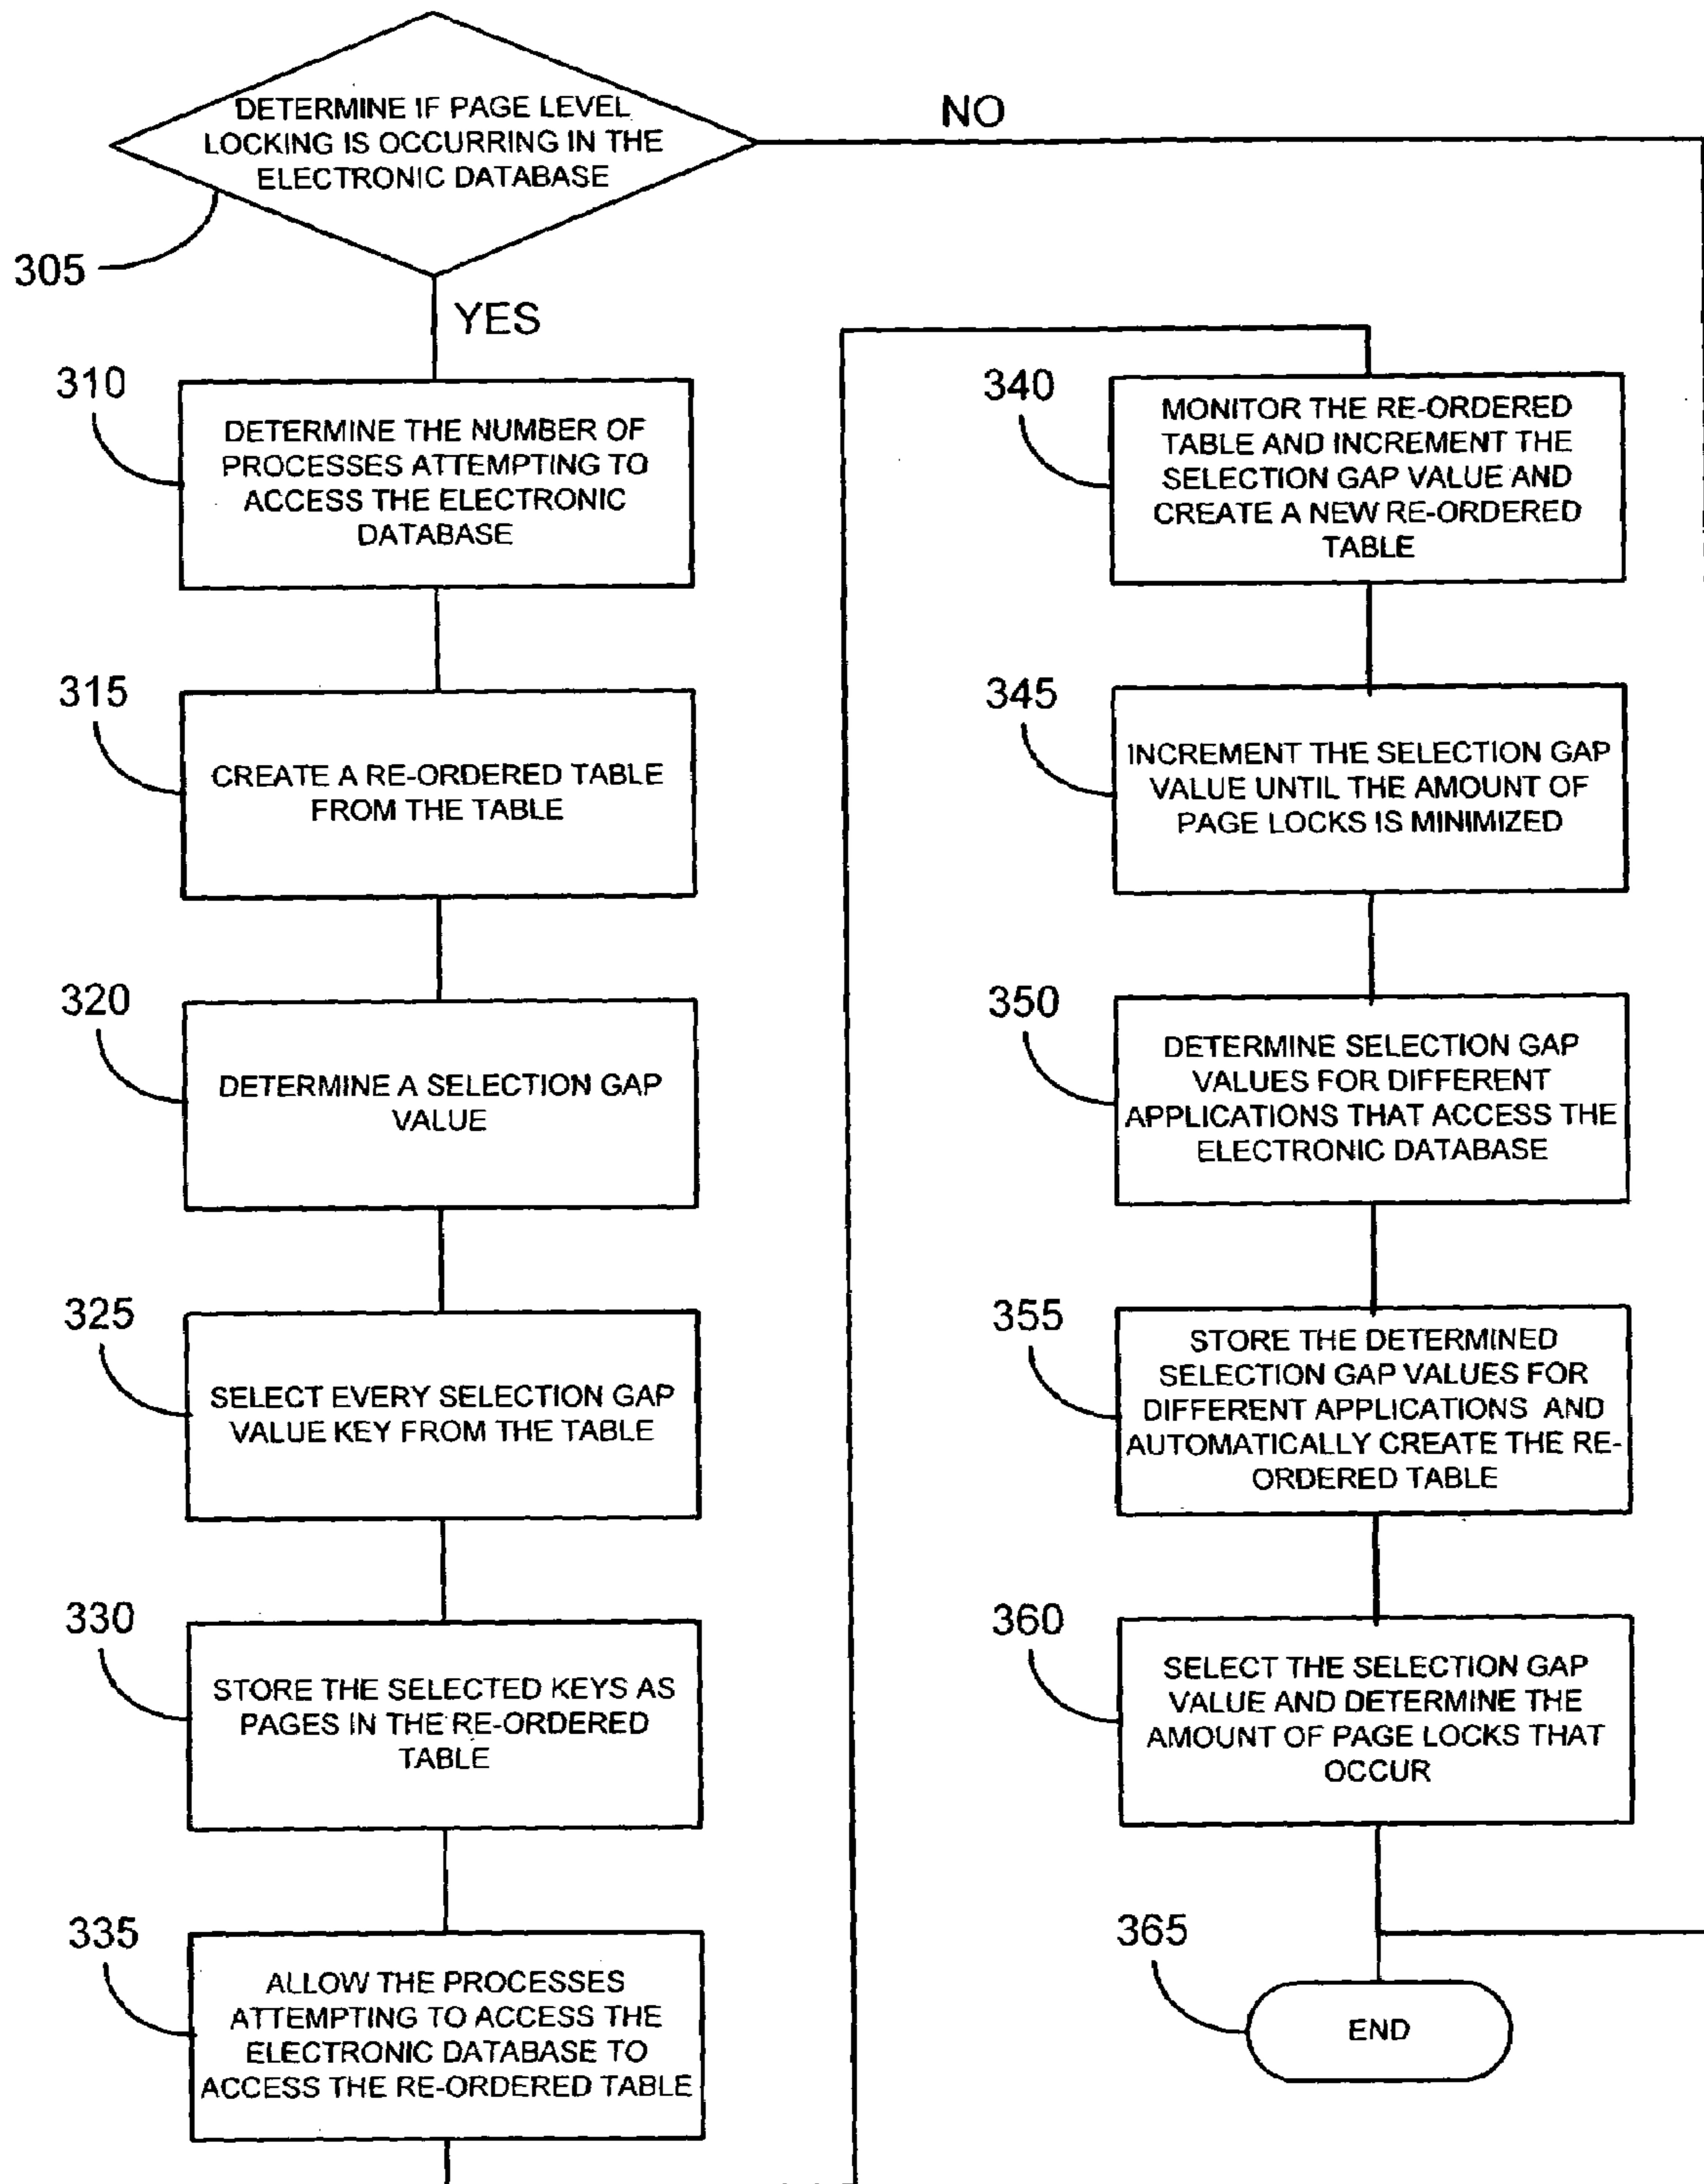 DETERMINE IF PAGE LEVEL
LOCKING IS OCCURRING IN THE
ELECTRONIC DATABASE
NO
305
YES
310
DETERMINE THE NUMBER OF
PROCESSES ATTEMPTING TO
ACCESS THE ELECTRONIC
DATABASE
315
CREATE A RE-ORDERED TABLE
FROM THE TABLE
320
DETERMINE A SELECTION GAP
VALUE
325
SELECT EVERY SELECTION GAP
VALUE KEY FROM THE TABLE
330
STORE THE SELECTED KEYS AS
PAGES IN THE RE-ORDERED
TABLE
335
ALLOW THE PROCESSES
ATTEMPTING TO ACCESS THE
ELECTRONIC DATABASE TO
ACCESS THE RE-ORDERED TABLE
340
MONITOR THE RE-ORDERED
TABLE AND INCREMENT THE
SELECTION GAP VALUE AND
CREATE A NEW RE-ORDERED
TABLE
345
INCREMENT THE SELECTION GAP
VALUE UNTIL THE AMOUNT OF
PAGE LOCKS IS MINIMIZED
350
DETERMINE SELECTION GAP
VALUES FOR DIFFERENT
APPLICATIONS THAT ACCESS THE
ELECTRONIC DATABASE
355
STORE THE DETERMINED
SELECTION GAP VALUES FOR
DIFFERENT APPLICATIONS AND
AUTOMATICALLY CREATE THE RE-
ORDERED TABLE
360
SELECT THE SELECTION GAP
VALUE AND DETERMINE THE
AMOUNT OF PAGE LOCKS THAT
OCCUR
365
END